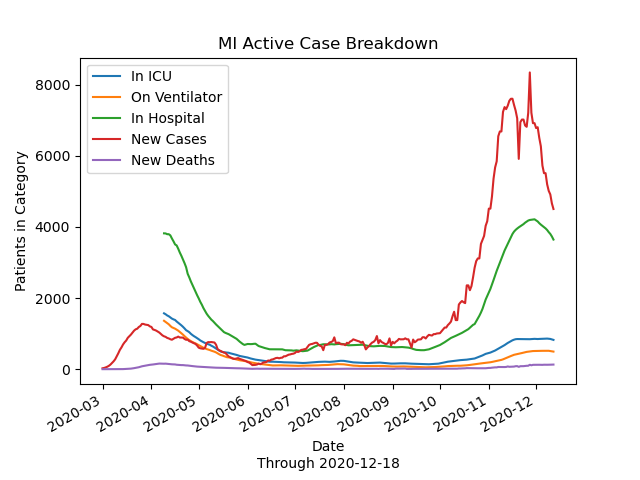 MI Active Case Breakdown
In ICU
On Ventilator
In Hospital
New Cases
New Deaths
Patients in Category
8000
6000
4000
2000
0
2020-03
2020-04
2020-05
2020-06
2020-07
2020-08
2020-09
2020-10
2020-11
2020-12
Date
Through 2020-12-18